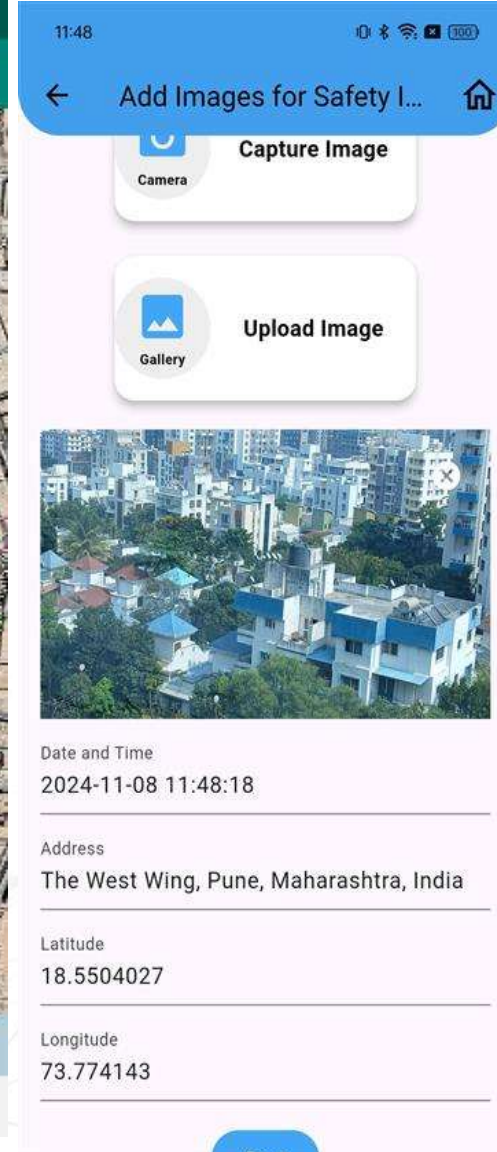 11:48
100
Add Images for Safety I...
Camera
Capture Image
Gallery
Upload Image
Date and Time
2024-11-08 11:48:18
Address
The West Wing, Pune, Maharashtra, India
Latitude
18.5504027
Longitude
73.774143